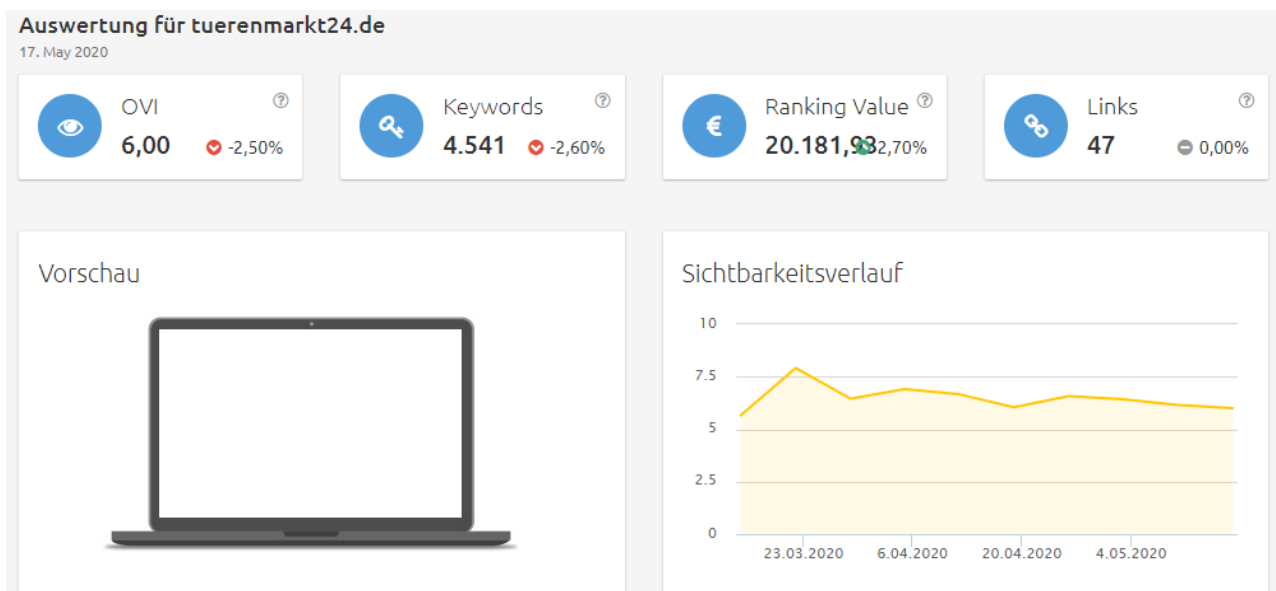 Auswertung für tuerenmarkt24.de
17. May 2020
OVI
6,00 -2,50%
Keywords
4.541 -2,60%
Ranking Value
20.181,93 2,70%
Links
47 0,00%
Vorschau
Sichtbarkeitsverlauf
10
7.5
5
2.5
0
23.03.2020 6.04.2020 20.04.2020 4.05.2020